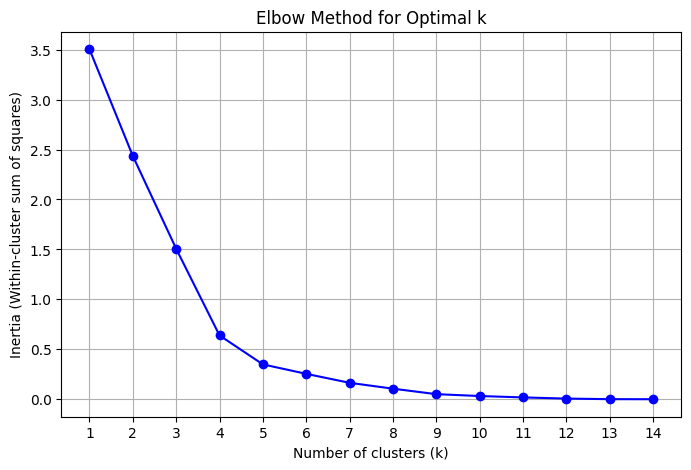 Elbow Method for Optimal k
Inertia (Within-cluster sum of squares)
3.5
3.0
2.5
2.0
1.5
1.0
0.5
0.0
1 2 3 4 5 6 7 8 9 10 11 12 13 14
Number of clusters (k)